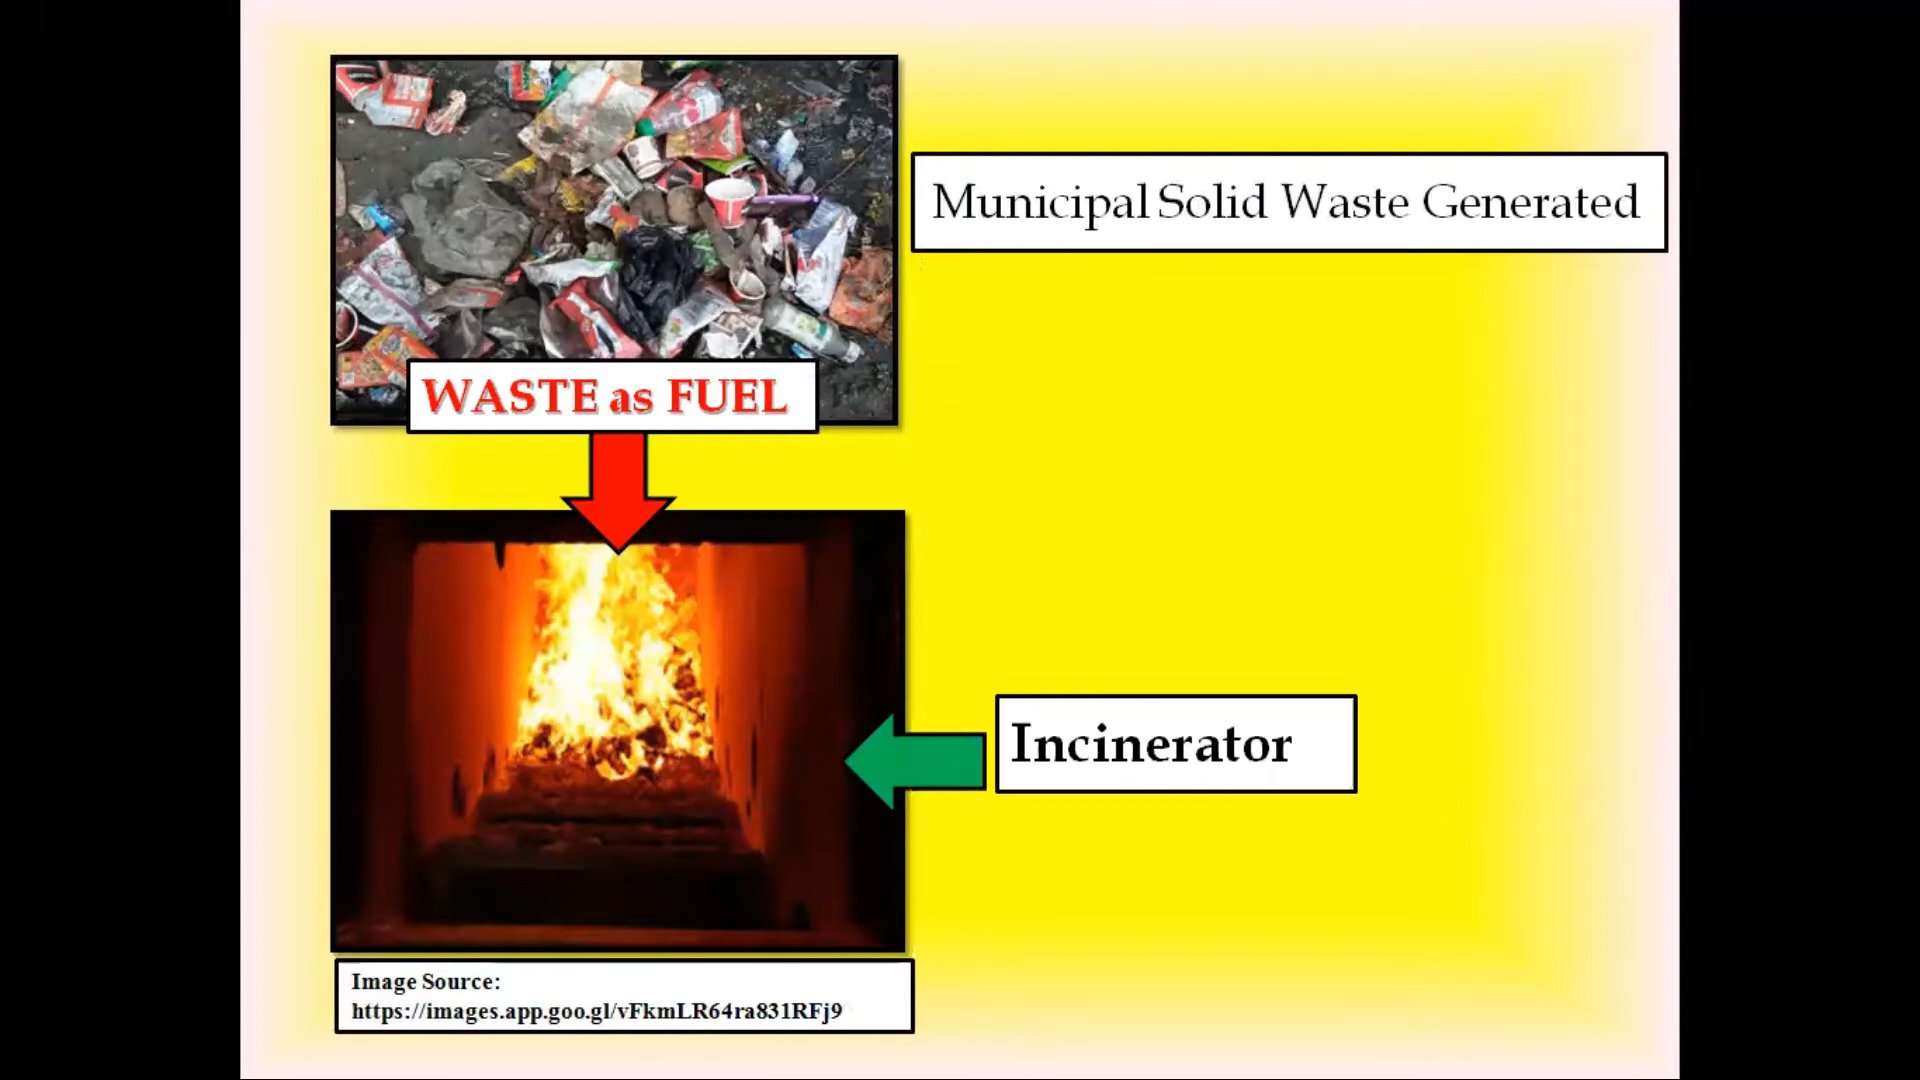 Municipal Solid Waste Generated
WASTE as FUEL
Incinerator
Image Source:
https://images.app.goo.gl/vFkmLR64ra831RFj9